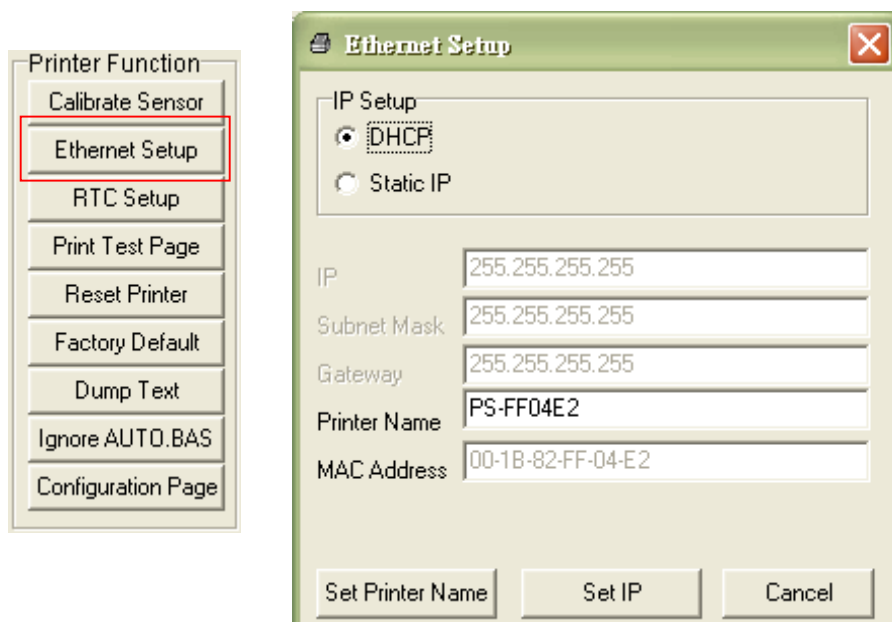 Printer Function
Calibrate Sensor
Ethernet Setup
RTC Setup
Print Test Page
Reset Printer
Factory Default
Dump Text
Ignore AUTO.BAS
Configuration Page
Ethernet Setup
IP Setup
DHCP
Static IP
IP 255.255.255.255
Subnet Mask 255.255.255.255
Gateway 255.255.255.255
Printer Name PS-FF04E2
MAC Address 00-1B-82-FF-04-E2
Set Printer Name Set IP Cancel